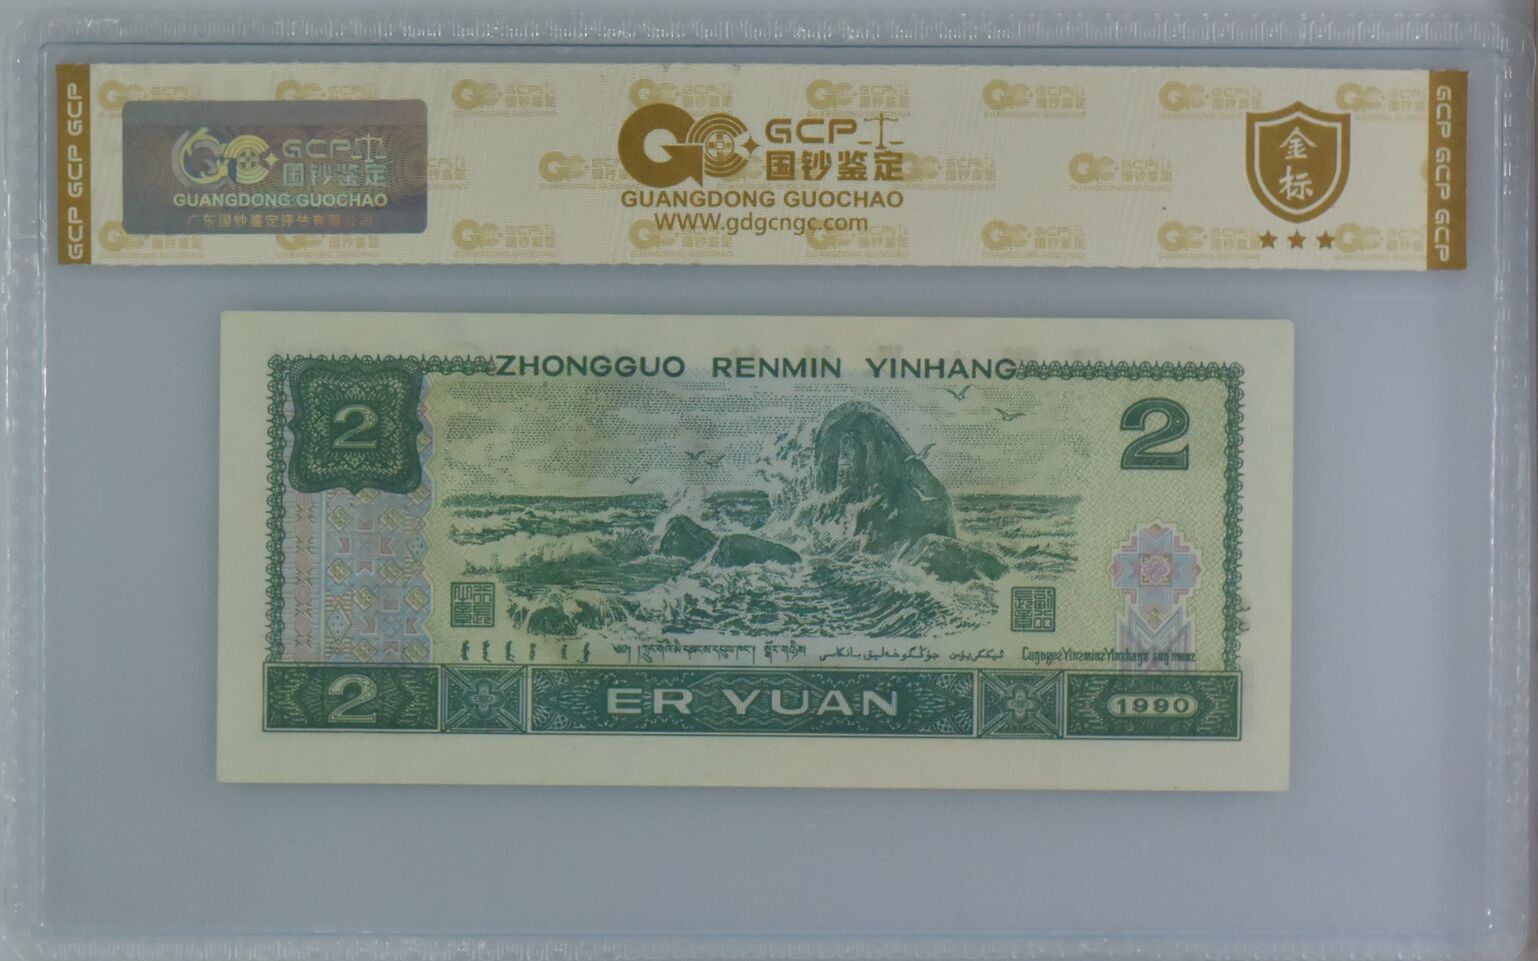 GCP GCP GCP
GCP
国钞鉴定
GUANGDONG GUOCHAO
广东国钞鉴定评估有限公司
GCP
国钞鉴定
GUANGDONG GUOCHAO
WWW.gdgcngc.com
金标
GCP GCP GCP
ZHONGGUO RENMIN YINHANG
2
2
2
ER YUAN
1990